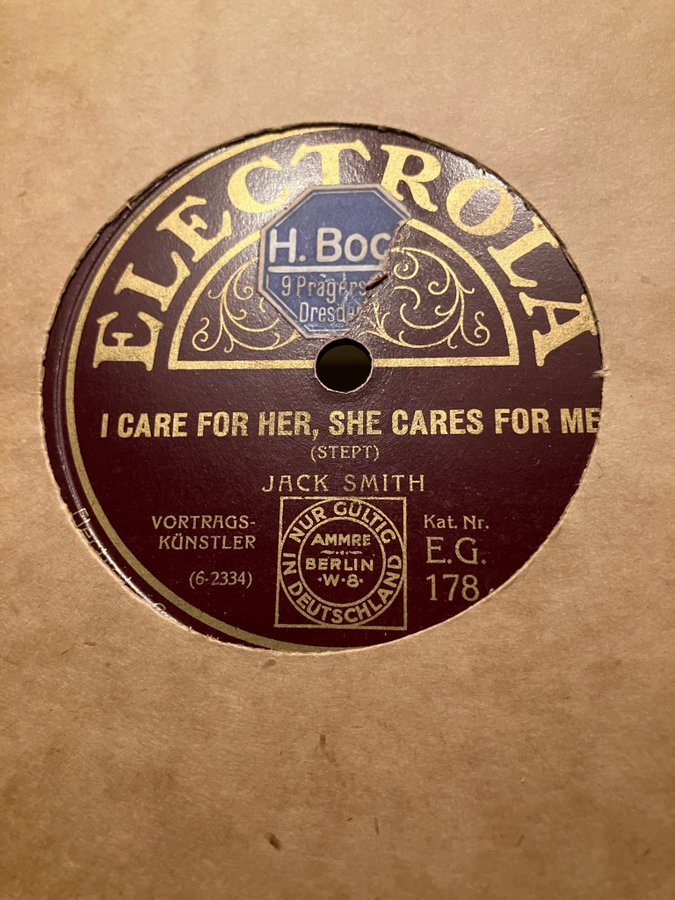 ELECTROLA
H. Boc
9 Pragers
Dresde
I CARE FOR HER, SHE CARES FOR ME
(STEPT)
JACK SMITH
VORTRAGS-
KÜNSTLER
(6-2334)
NUR GÜLTIG
IN DEUTSCHLAND
AMMRE
BERLIN
·W·8·
Kat. Nr.
E.G.
178